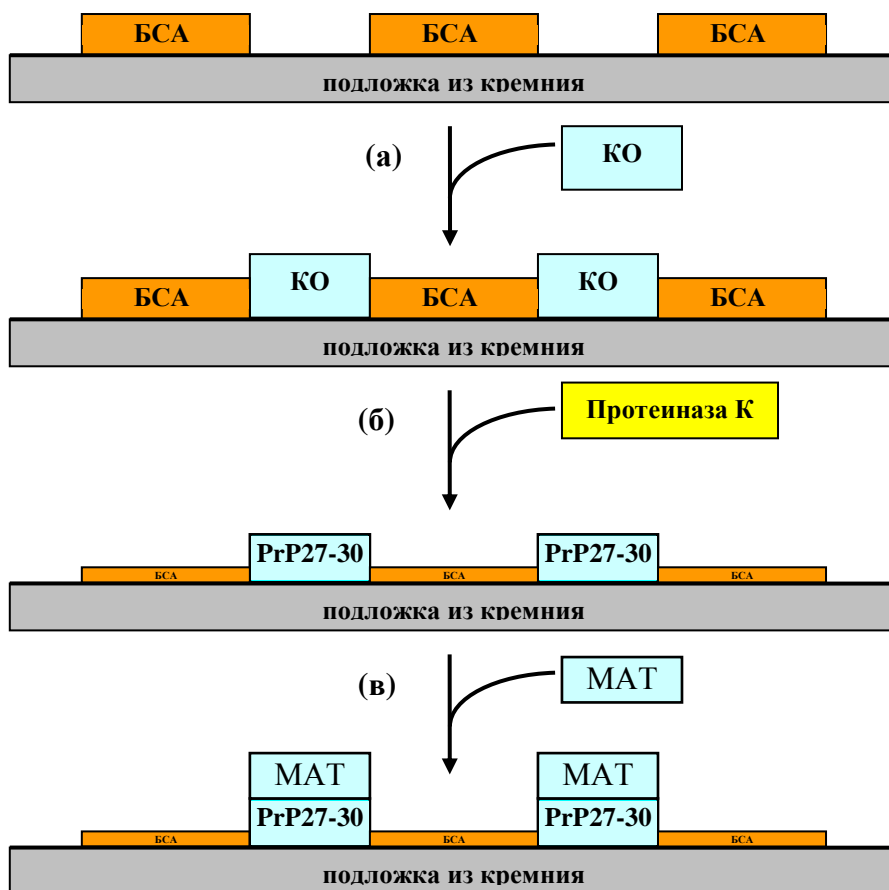 БСА БСА БСА
подложка из кремния
(а) КО
БСА КО БСА КО БСА
подложка из кремния
(б) Протеиназа К
БСА PrP27-30 БСА PrP27-30 БСА
подложка из кремния
(в) МАТ
МАТ МАТ
БСА PrP27-30 БСА PrP27-30 БСА
подложка из кремния